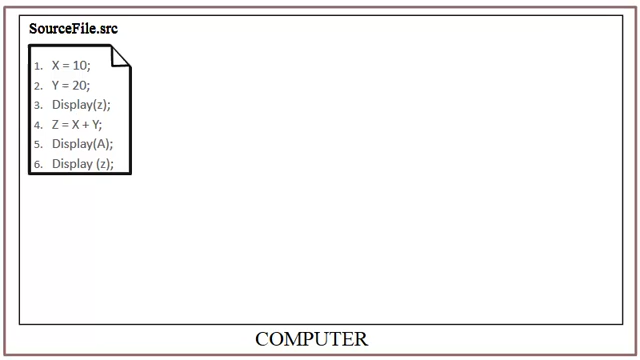 SourceFile.src
1. X = 10;
2. Y = 20;
3. Display(z);
4. Z = X + Y;
5. Display(A);
6. Display (z);
COMPUTER